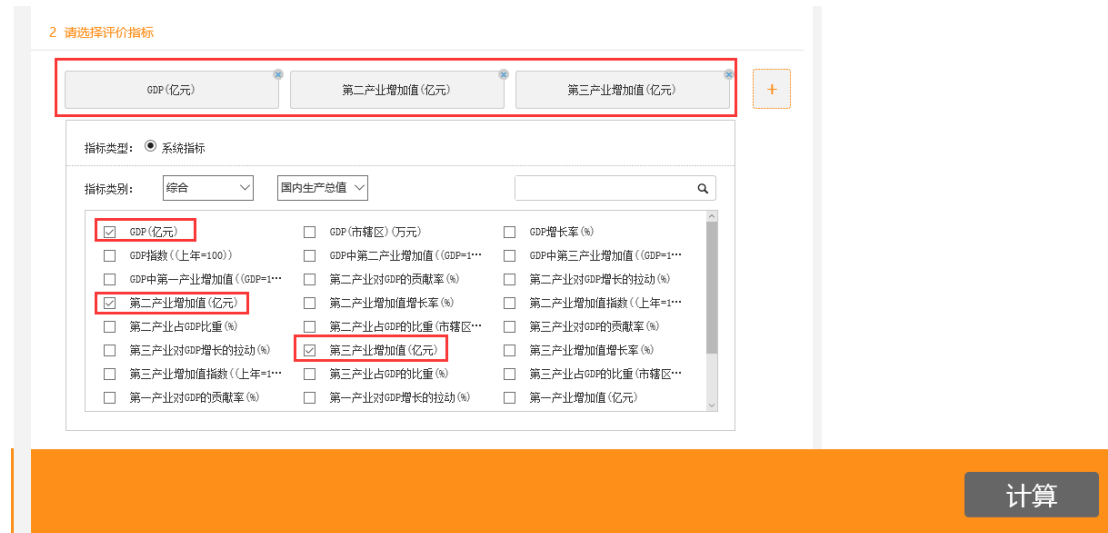 2 请选择评价指标
GDP(亿元) 第二产业增加值(亿元) 第三产业增加值(亿元) +
指标类型: 系统指标
指标类别: 综合 国内生产总值
GDP(亿元) GDP(市辖区)(万元) GDP增长率(%)
GDP指数((上年=100)) GDP中第二产业增加值((GDP=1… GDP中第三产业增加值((GDP=1…
GDP中第一产业增加值((GDP=1… 第二产业对GDP的贡献率(%) 第二产业对GDP增长的拉动(%)
第二产业增加值(亿元) 第二产业增加值增长率(%) 第二产业增加值指数((上年=1…
第二产业占GDP比重(%) 第二产业占GDP的比重(市辖区… 第三产业对GDP的贡献率(%)
第三产业对GDP增长的拉动(%) 第三产业增加值(亿元) 第三产业增加值增长率(%)
第三产业增加值指数((上年=1… 第三产业占GDP的比重(%) 第三产业占GDP的比重(市辖区…
第一产业对GDP的贡献率(%) 第一产业对GDP增长的拉动(%) 第一产业增加值(亿元)
计算